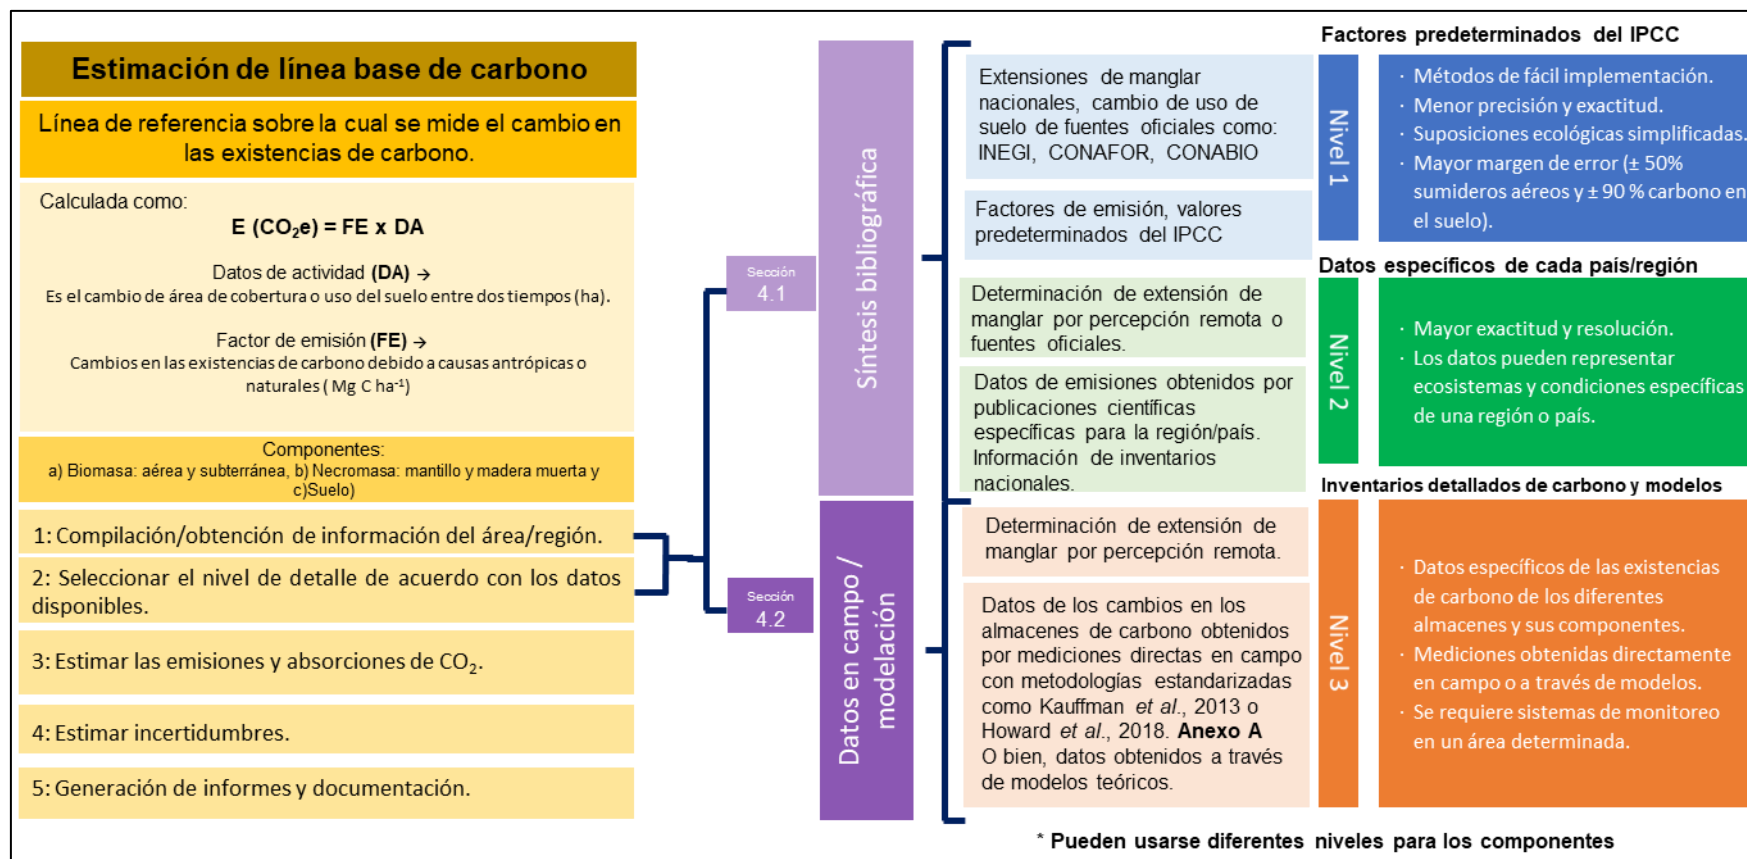 Estimación de línea base de carbono
Línea de referencia sobre la cual se mide el cambio en
las existencias de carbono.
Calculada como:
E (CO₂e) = FE x DA
Datos de actividad (DA) →
Es el cambio de área de cobertura o uso del suelo entre dos tiempos (ha).
Factor de emisión (FE) →
Cambios en las existencias de carbono debido a causas antrópicas o
naturales ( Mg C ha⁻¹)
Componentes:
a) Biomasa: aérea y subterránea, b) Necromasa: mantillo y madera muerta y
c)Suelo)
1: Compilación/obtención de información del área/región.
2: Seleccionar el nivel de detalle de acuerdo con los datos
disponibles.
3: Estimar las emisiones y absorciones de CO₂.
4: Estimar incertidumbres.
5: Generación de informes y documentación.
Sección
4.1
Sección
4.2
Síntesis bibliográfica
Datos en campo /
modelación
Extensiones de manglar
nacionales, cambio de uso de
suelo de fuentes oficiales como:
INEGI, CONAFOR, CONABIO
Factores de emisión, valores
predeterminados del IPCC
Determinación de extensión de
manglar por percepción remota o
fuentes oficiales.
Datos de emisiones obtenidos por
publicaciones científicas
específicas para la región/país.
Información de inventarios
nacionales.
Determinación de extensión de
manglar por percepción remota.
Datos de los cambios en los
almacenes de carbono obtenidos
por mediciones directas en campo
con metodologías estandarizadas
como Kauffman et al., 2013 o
Howard et al., 2018. Anexo A
O bien, datos obtenidos a través
de modelos teóricos.
Factores predeterminados del IPCC
Nivel 1
· Métodos de fácil implementación.
· Menor precisión y exactitud.
· Suposiciones ecológicas simplificadas.
· Mayor margen de error (± 50%
sumideros aéreos y ± 90 % carbono en
el suelo).
Datos específicos de cada país/región
Nivel 2
· Mayor exactitud y resolución.
· Los datos pueden representar
ecosistemas y condiciones específicas
de una región o país.
Inventarios detallados de carbono y modelos
Nivel 3
· Datos específicos de las existencias
de carbono de los diferentes
almacenes y sus componentes.
· Mediciones obtenidas directamente
en campo o a través de modelos.
· Se requiere sistemas de monitoreo
en un área determinada.
* Pueden usarse diferentes niveles para los componentes